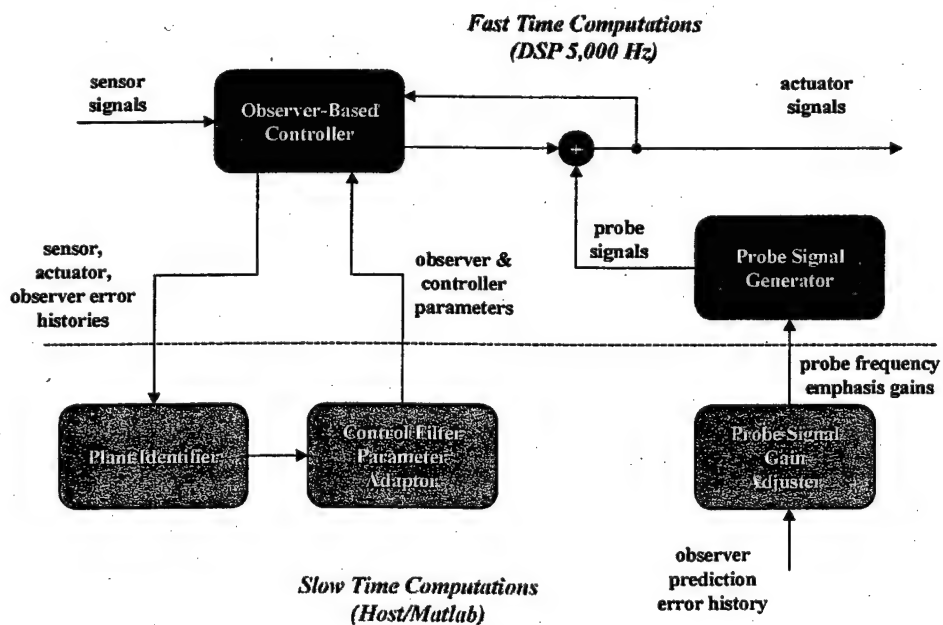 Fast Time Computations
(DSP 5,000 Hz)
sensor
signals
Observer-Based
Controller
actuator
signals
+
probe
signals
Probe Signal
Generator
sensor,
actuator,
observer error
histories
observer &
controller
parameters
probe frequency
emphasis gains
Plant Identifier
Control Filter
Parameter
Adaptor
Probe Signal
Gain
Adjuster
observer
prediction
error history
Slow Time Computations
(Host/Matlab)